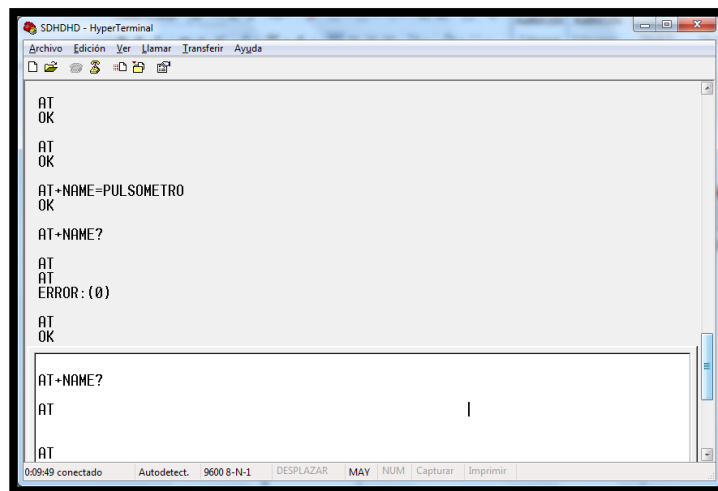 SDHDHD - HyperTerminal
Archivo Edición Ver Llamar Transferir Ayuda
AT
OK
AT
OK
AT+NAME=PULSOMETRO
OK
AT+NAME?
AT
AT
ERROR:(0)
AT
OK
AT+NAME?
AT
AT
0:09:49 conectado Autodetect. 9600 8-N-1 DESPLAZAR MAY NUM Capturar Imprimir